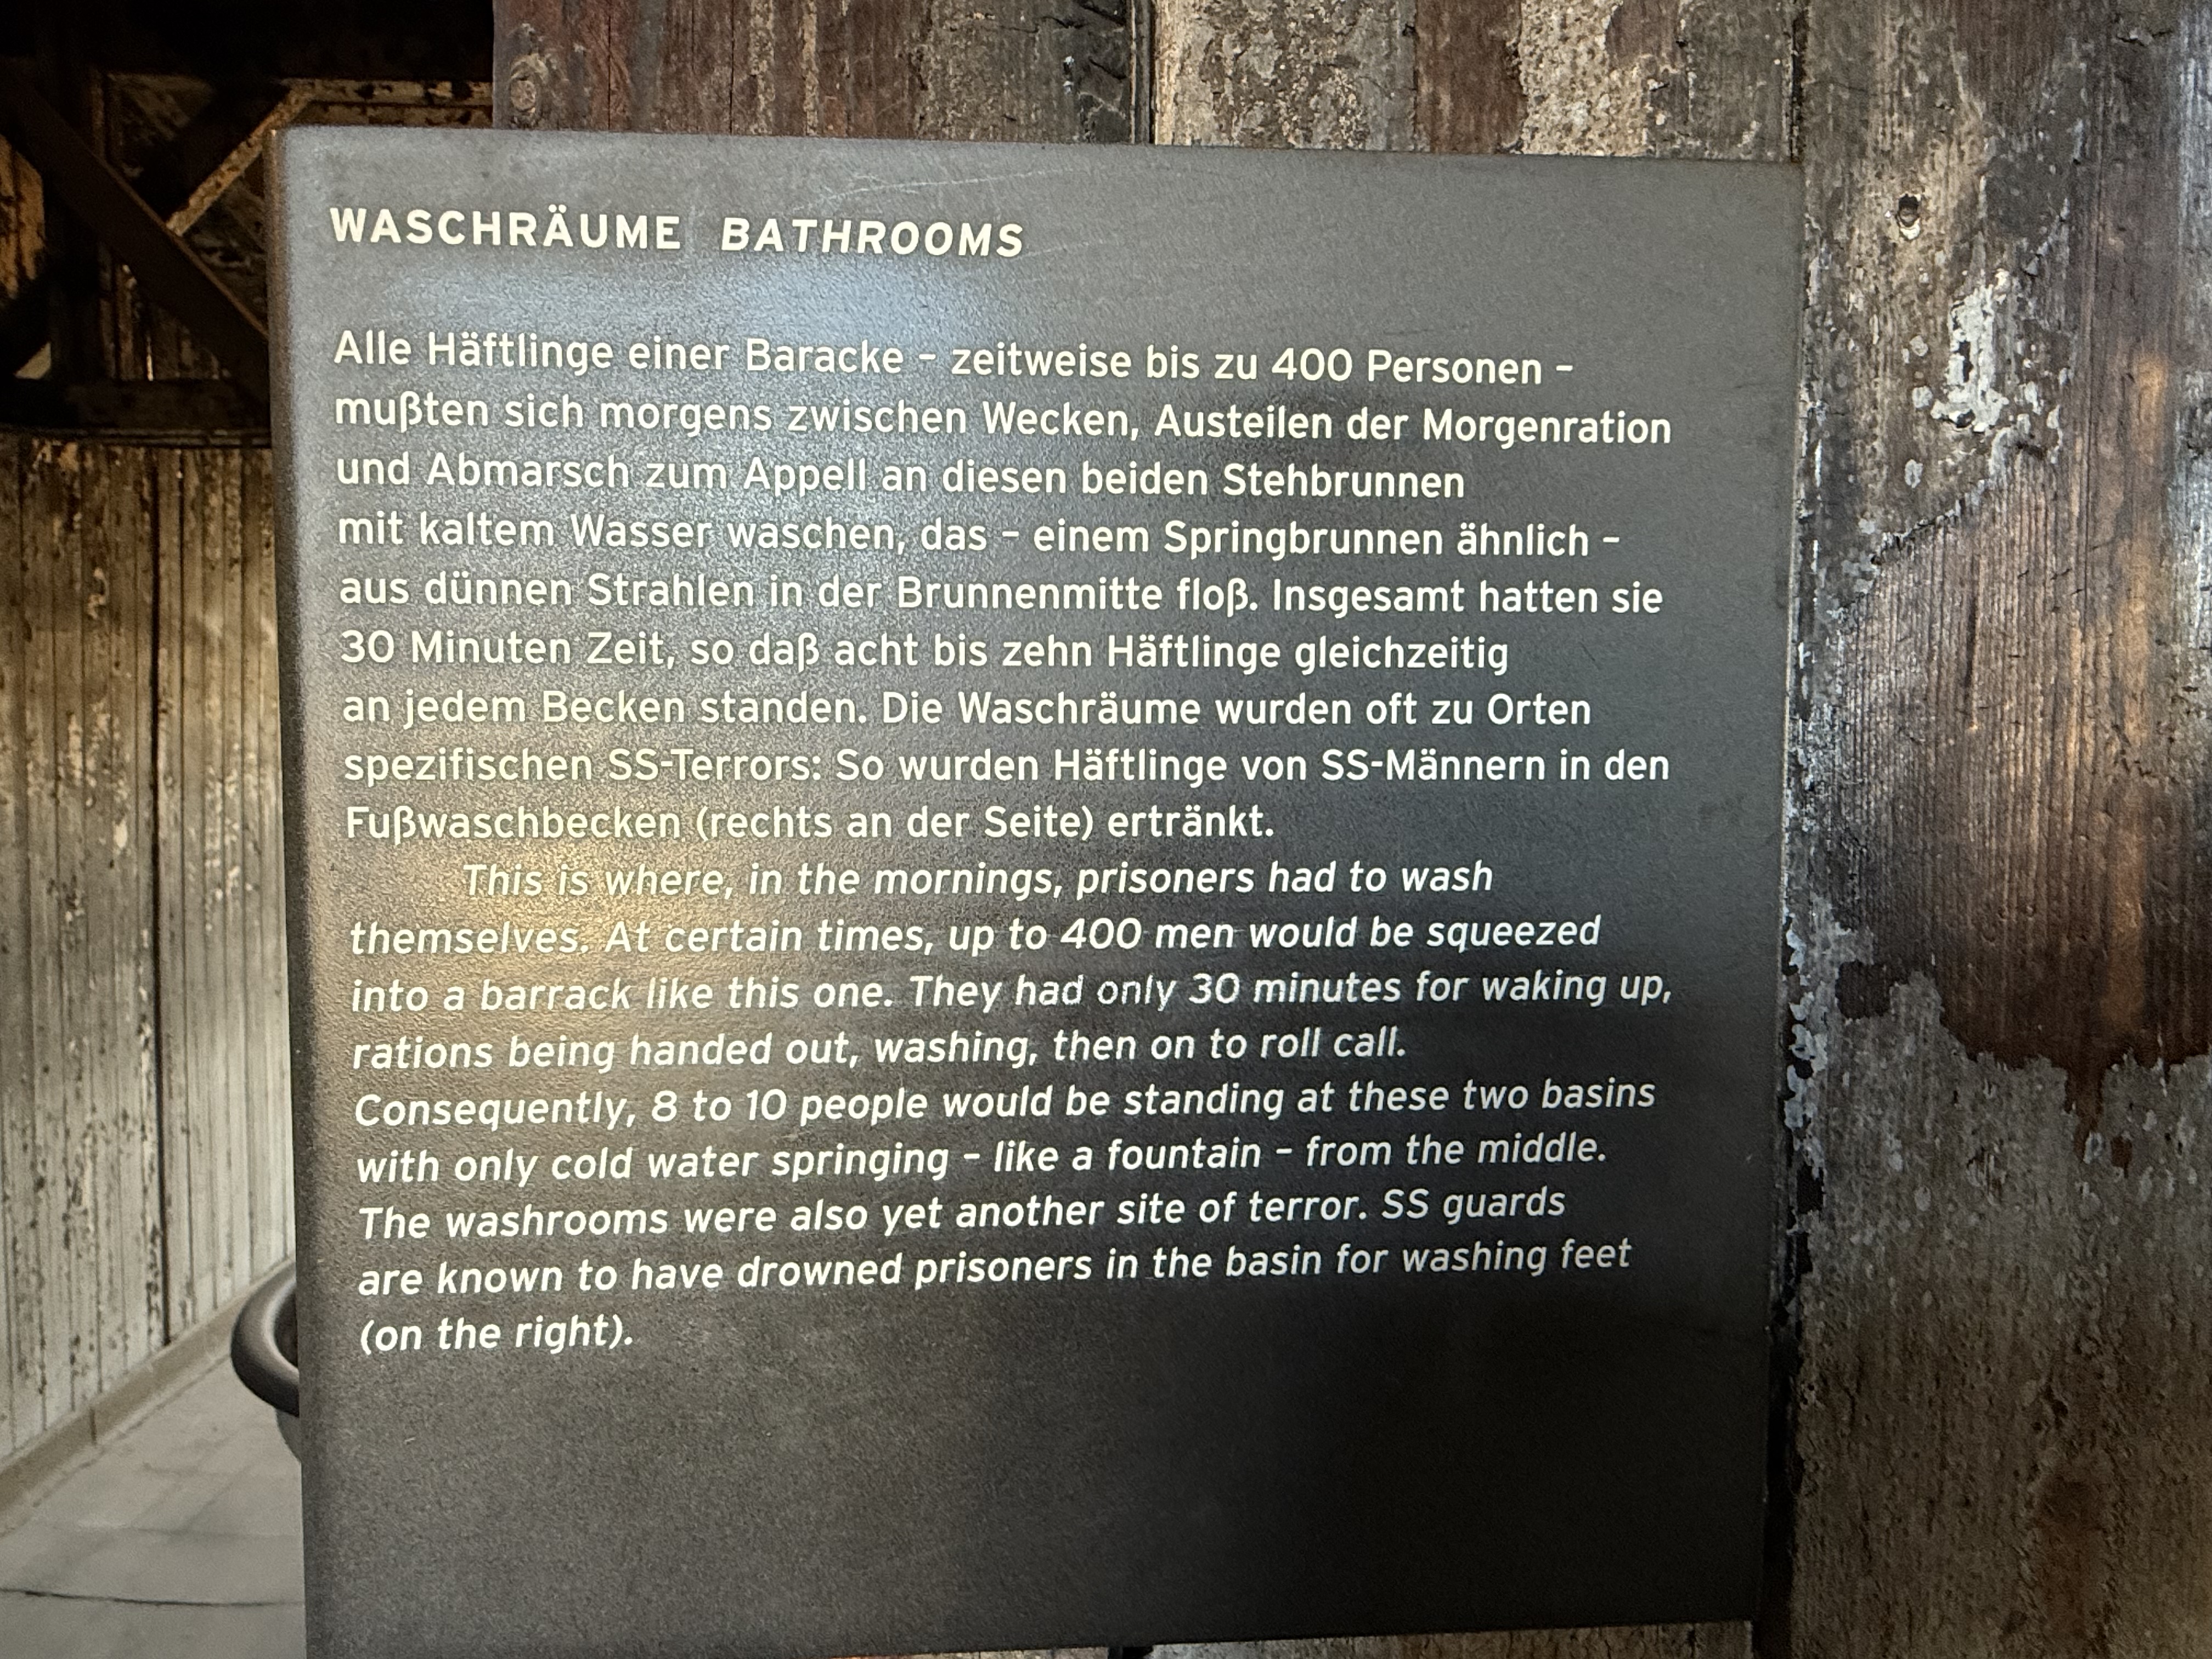 WASCHRÄUME BATHROOMS
Alle Häftlinge einer Baracke – zeitweise bis zu 400 Personen –
mußten sich morgens zwischen Wecken, Austeilen der Morgenration
und Abmarsch zum Appell an diesen beiden Stehbrunnen
mit kaltem Wasser waschen, das – einem Springbrunnen ähnlich –
aus dünnen Strahlen in der Brunnenmitte floß. Insgesamt hatten sie
30 Minuten Zeit, so daß acht bis zehn Häftlinge gleichzeitig
an jedem Becken standen. Die Waschräume wurden oft zu Orten
spezifischen SS-Terrors: So wurden Häftlinge von SS-Männern in den
Fußwaschbecken (rechts an der Seite) ertränkt.
This is where, in the mornings, prisoners had to wash
themselves. At certain times, up to 400 men would be squeezed
into a barrack like this one. They had only 30 minutes for waking up,
rations being handed out, washing, then on to roll call.
Consequently, 8 to 10 people would be standing at these two basins
with only cold water springing – like a fountain – from the middle.
The washrooms were also yet another site of terror. SS guards
are known to have drowned prisoners in the basin for washing feet
(on the right).